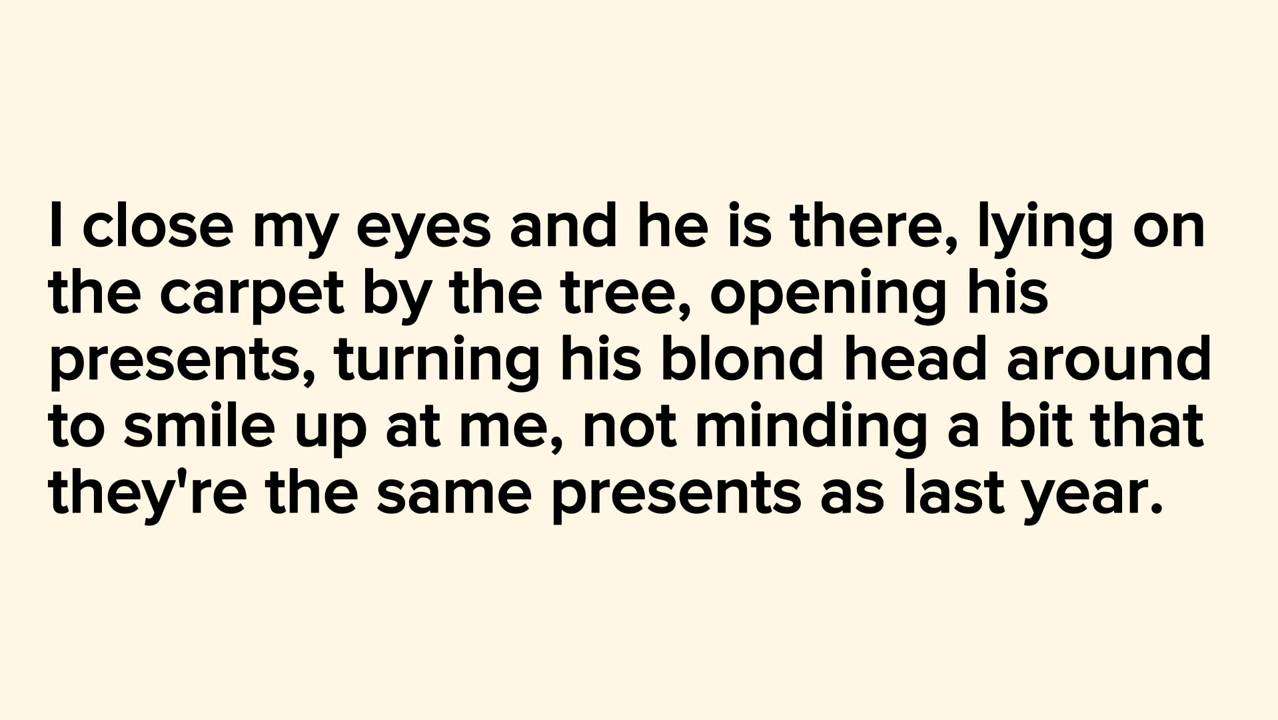 I close my eyes and he is there, lying on
the carpet by the tree, opening his
presents, turning his blond head around
to smile up at me, not minding a bit that
they're the same presents as last year.